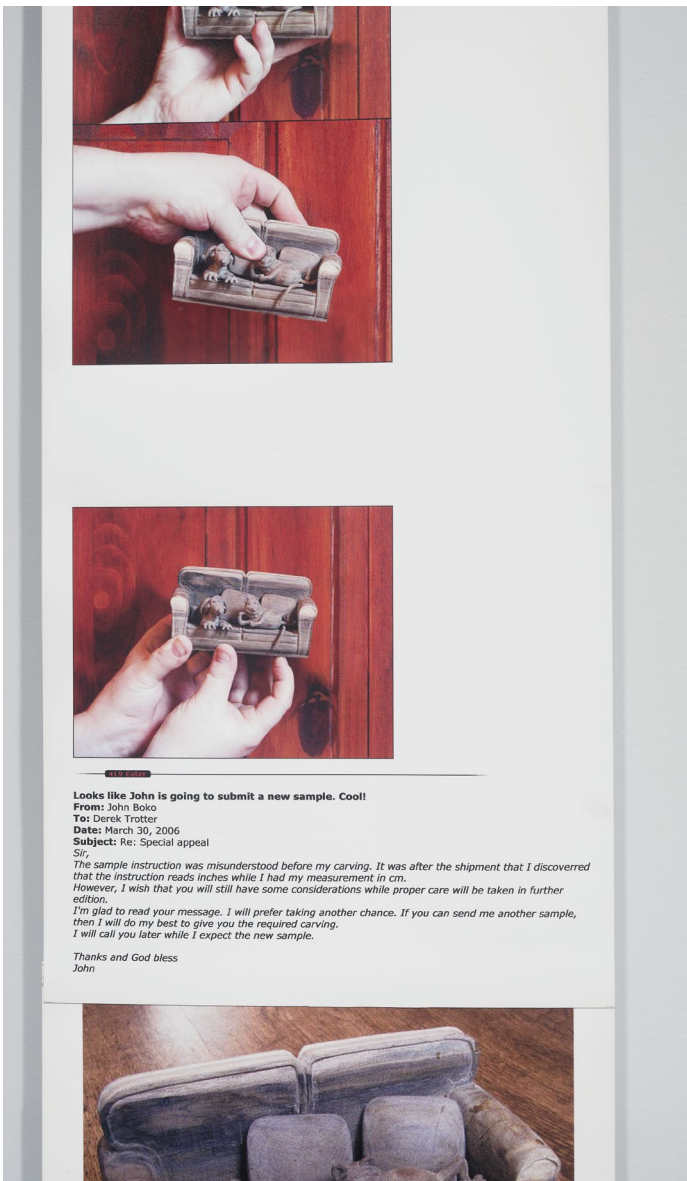 419 Eater
Looks like John is going to submit a new sample. Cool!
From: John Boko
To: Derek Trotter
Date: March 30, 2006
Subject: Re: Special appeal
Sir,
The sample instruction was misunderstood before my carving. It was after the shipment that I discoverred
that the instruction reads inches while I had my measurement in cm.
However, I wish that you will still have some considerations while proper care will be taken in further
edition.
I'm glad to read your message. I will prefer taking another chance. If you can send me another sample,
then I will do my best to give you the required carving.
I will call you later while I expect the new sample.
Thanks and God bless
John